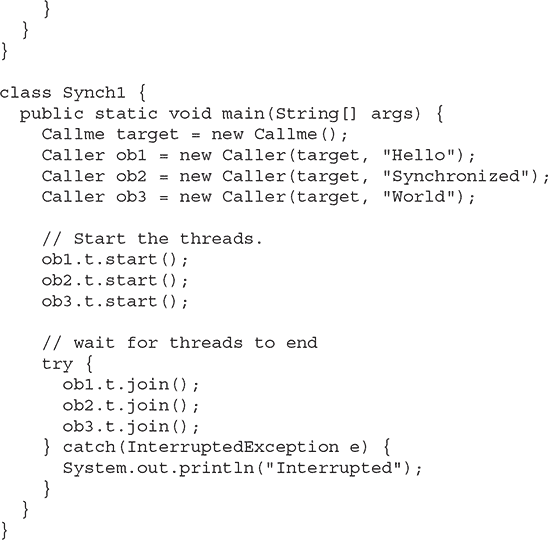 }
  }
}

class Synch1 {
  public static void main(String[] args) {
    Callme target = new Callme();
    Caller ob1 = new Caller(target, "Hello");
    Caller ob2 = new Caller(target, "Synchronized");
    Caller ob3 = new Caller(target, "World");

    // Start the threads.
    ob1.t.start();
    ob2.t.start();
    ob3.t.start();

    // wait for threads to end
    try {
      ob1.t.join();
      ob2.t.join();
      ob3.t.join();
    } catch(InterruptedException e) {
      System.out.println("Interrupted");
    }
  }
}